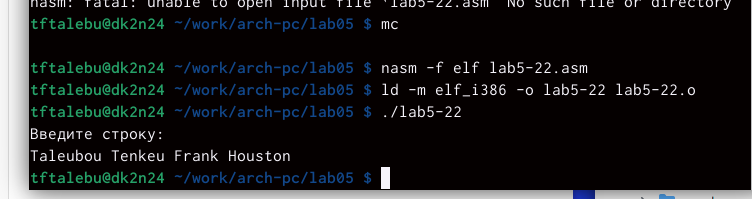 nasm: fatal: unable to open input file `lab5-22.asm' No such file or directory
tftalebu@dk2n24 ~/work/arch-pc/lab05 $ mc
tftalebu@dk2n24 ~/work/arch-pc/lab05 $ nasm -f elf lab5-22.asm
tftalebu@dk2n24 ~/work/arch-pc/lab05 $ ld -m elf_i386 -o lab5-22 lab5-22.o
tftalebu@dk2n24 ~/work/arch-pc/lab05 $ ./lab5-22
Введите строку:
Taleubou Tenkeu Frank Houston
tftalebu@dk2n24 ~/work/arch-pc/lab05 $